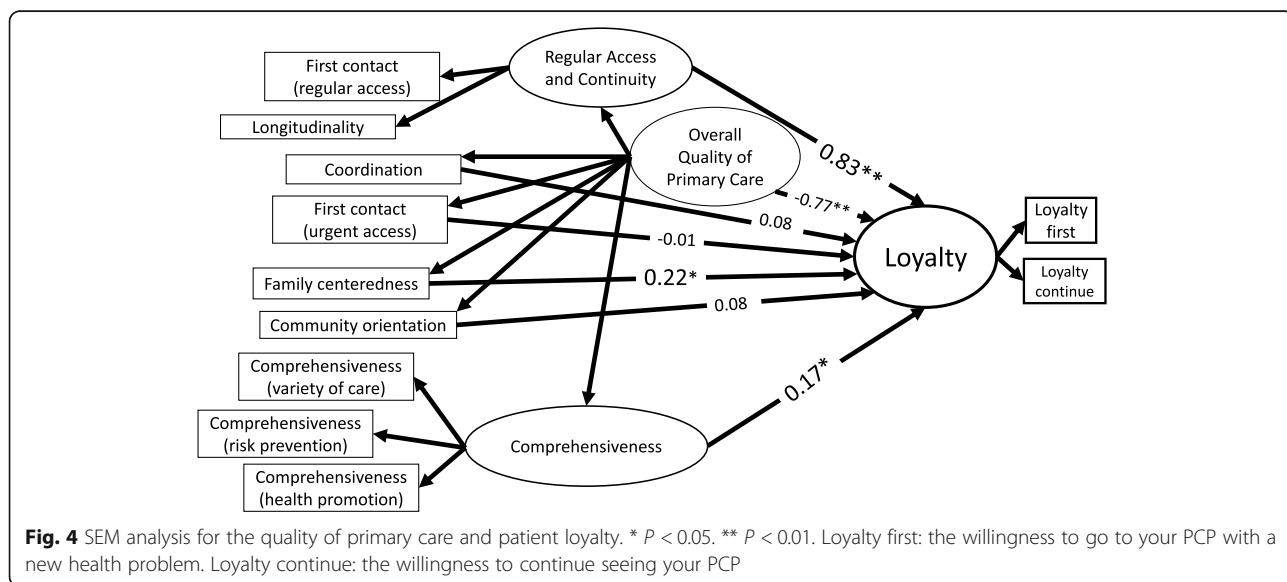 Regular Access
and Continuity
First contact
(regular access)
Longitudinality
Overall
Quality of
Primary Care
Coordination
First contact
(urgent access)
Family centeredness
Community orientation
Comprehensiveness
(variety of care)
Comprehensiveness
(risk prevention)
Comprehensiveness
(health promotion)
Comprehensiveness
0.83**
-0.77**
0.08
-0.01
0.22*
0.08
0.17*
Loyalty
Loyalty
first
Loyalty
continue
Fig. 4 SEM analysis for the quality of primary care and patient loyalty. * P < 0.05. ** P < 0.01. Loyalty first: the willingness to go to your PCP with a
new health problem. Loyalty continue: the willingness to continue seeing your PCP